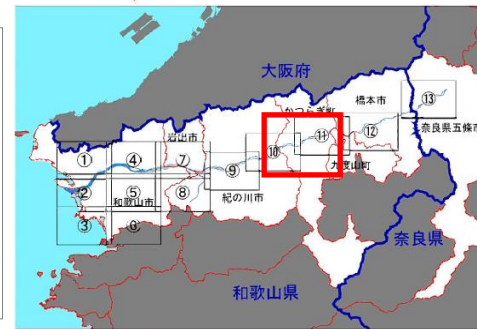 大阪府
橋本市
かつらぎ町
⑬
岩出市
奈良県五條市
⑪
⑫
①
④
⑦
⑩
九度山町
⑨
②
⑤
⑧
和歌山市
紀の川市
③
⑥
奈良県
和歌山県